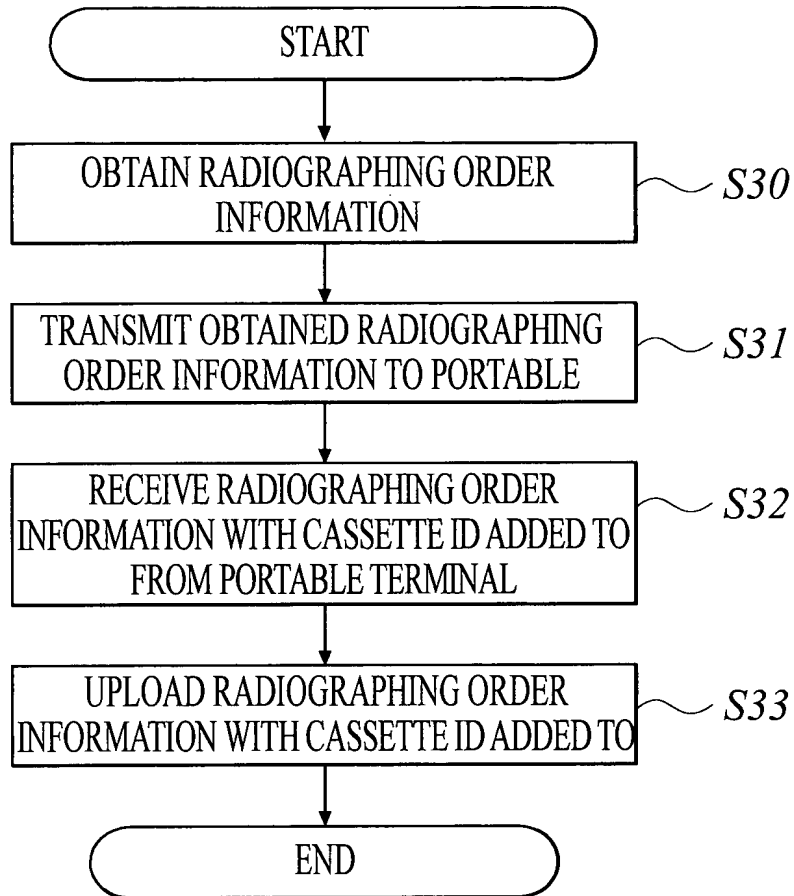 START
OBTAIN RADIOGRAPHING ORDER
INFORMATION
S30
TRANSMIT OBTAINED RADIOGRAPHING
ORDER INFORMATION TO PORTABLE
S31
RECEIVE RADIOGRAPHING ORDER
INFORMATION WITH CASSETTE ID ADDED TO
FROM PORTABLE TERMINAL
S32
UPLOAD RADIOGRAPHING ORDER
INFORMATION WITH CASSETTE ID ADDED TO
S33
END